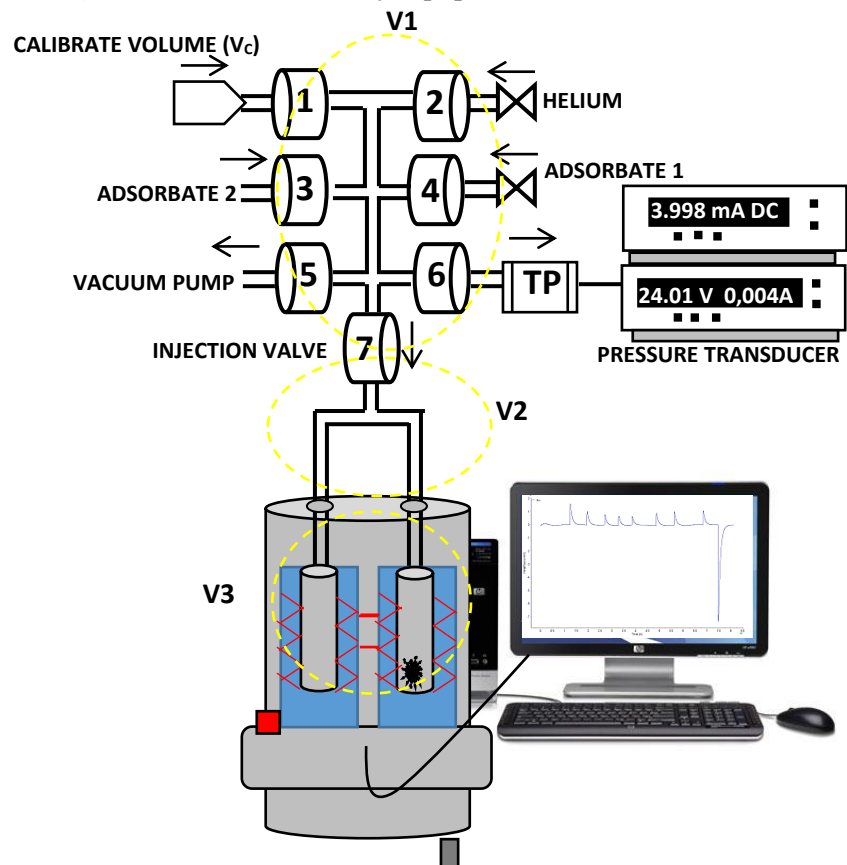 V1
CALIBRATE VOLUME (VC)
1
2
HELIUM
3
4
ADSORBATE 2
ADSORBATE 1
3.998 mA DC
VACUUM PUMP
5
6
TP
24.01 V 0,004A
INJECTION VALVE
7
PRESSURE TRANSDUCER
V2
V3